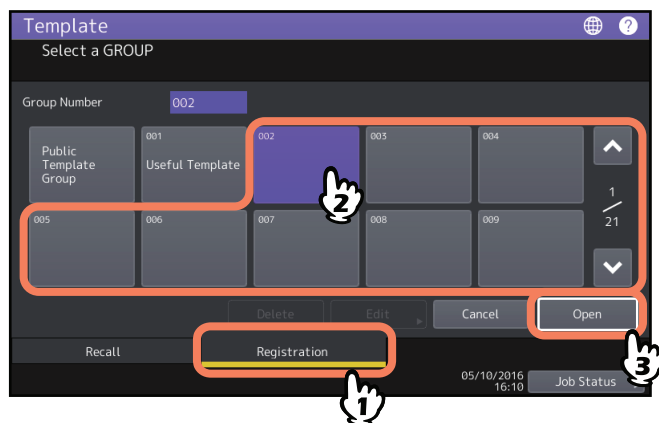 Template
?
Select a GROUP
Group Number 002
Public
Template
Group
001
Useful Template
002
003
004
1
/
21
005
006
007
008
009
2
Delete
Edit
Cancel
Open
Recall
Registration
3
1
05/10/2016
16:10
Job Status